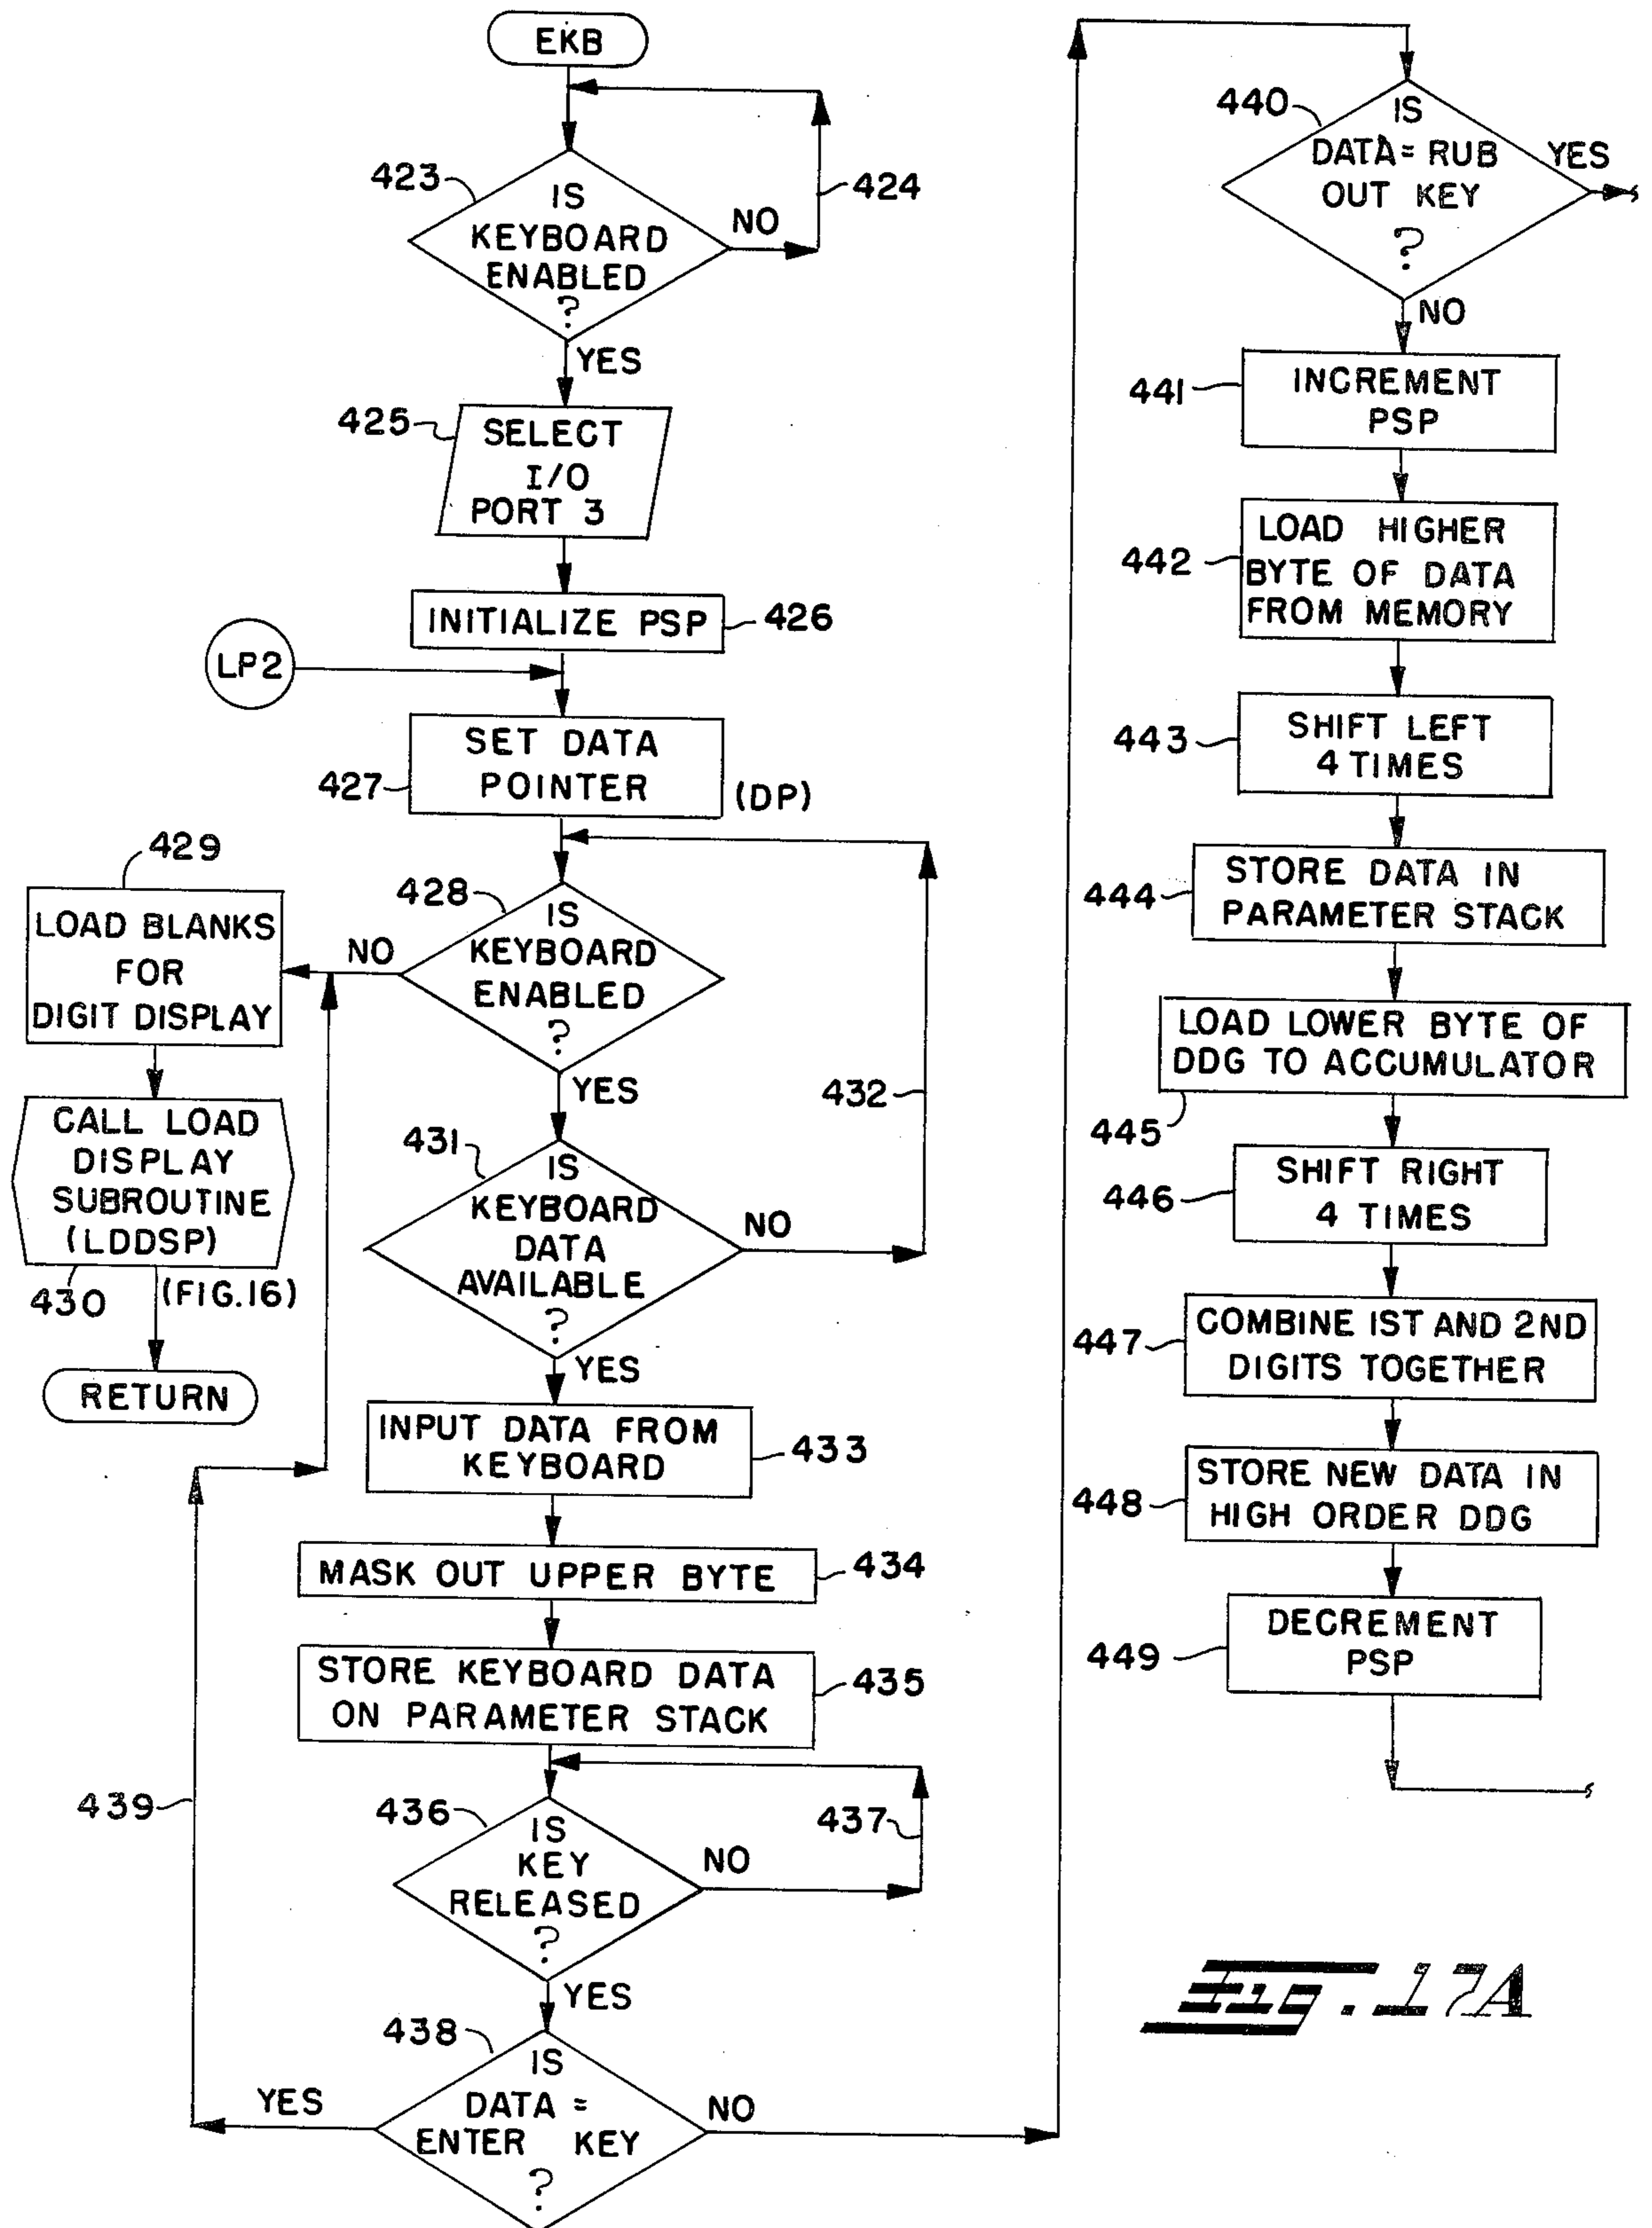 EKB
423
IS
KEYBOARD
ENABLED
?
NO
424
YES
425
SELECT
I/O
PORT 3
INITIALIZE PSP
426
LP2
SET DATA
POINTER
427
(DP)
429
LOAD BLANKS
FOR
DIGIT DISPLAY
NO
428
IS
KEYBOARD
ENABLED
?
YES
432
CALL LOAD
DISPLAY
SUBROUTINE
(LDDSP)
430
(FIG.16)
RETURN
431
IS
KEYBOARD
DATA
AVAILABLE
?
NO
YES
INPUT DATA FROM
KEYBOARD
433
MASK OUT UPPER BYTE
434
STORE KEYBOARD DATA
ON PARAMETER STACK
435
439
436
IS
KEY
RELEASED
?
NO
437
YES
438
IS
DATA =
ENTER KEY
?
YES
NO
440
IS
DATA = RUB
OUT KEY
?
YES
NO
441
INCREMENT
PSP
442
LOAD HIGHER
BYTE OF DATA
FROM MEMORY
443
SHIFT LEFT
4 TIMES
444
STORE DATA IN
PARAMETER STACK
LOAD LOWER BYTE OF
DDG TO ACCUMULATOR
445
446
SHIFT RIGHT
4 TIMES
447
COMBINE 1ST AND 2ND
DIGITS TOGETHER
448
STORE NEW DATA IN
HIGH ORDER DDG
449
DECREMENT
PSP
Fig. 17A